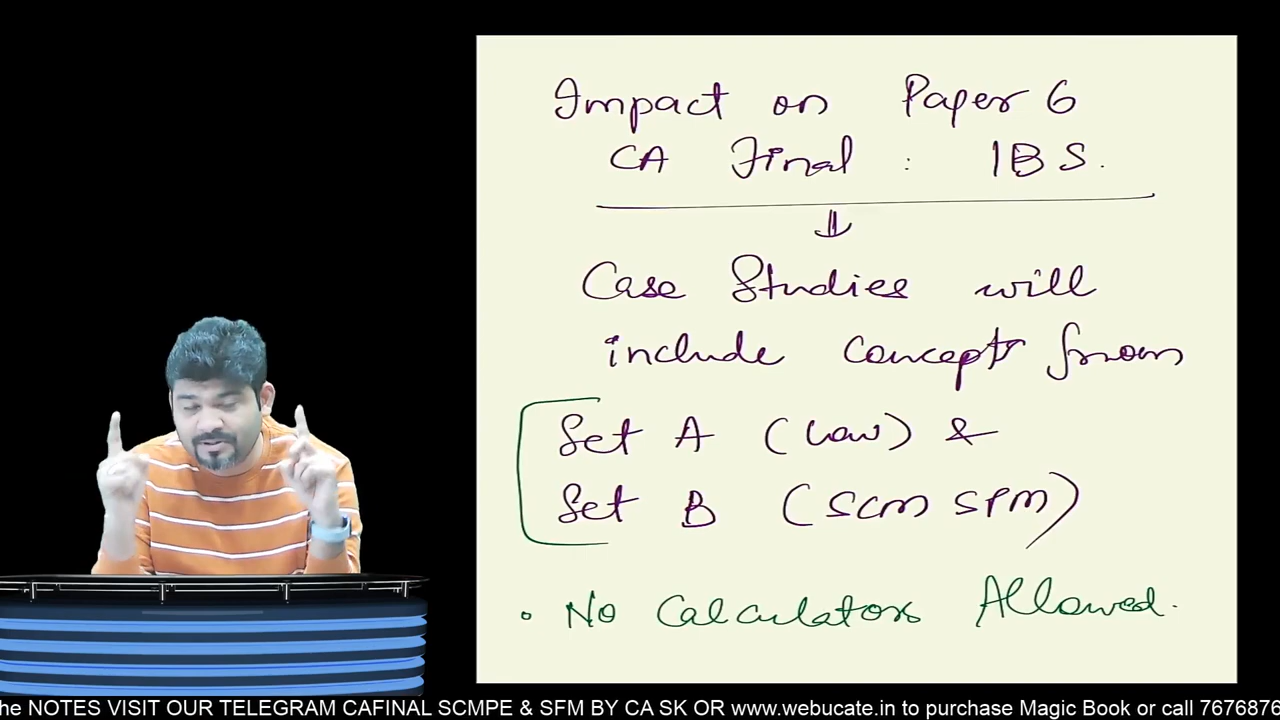 Impact on Paper 6
CA Final : IBS.
Case Studies will
include concepts from
Set A (Law) &
Set B (SCM SPM)
• No Calculators Allowed.
he NOTES VISIT OUR TELEGRAM CAFINAL SCMPE & SFM BY CA SK OR www.webucate.in to purchase Magic Book or call 7676876